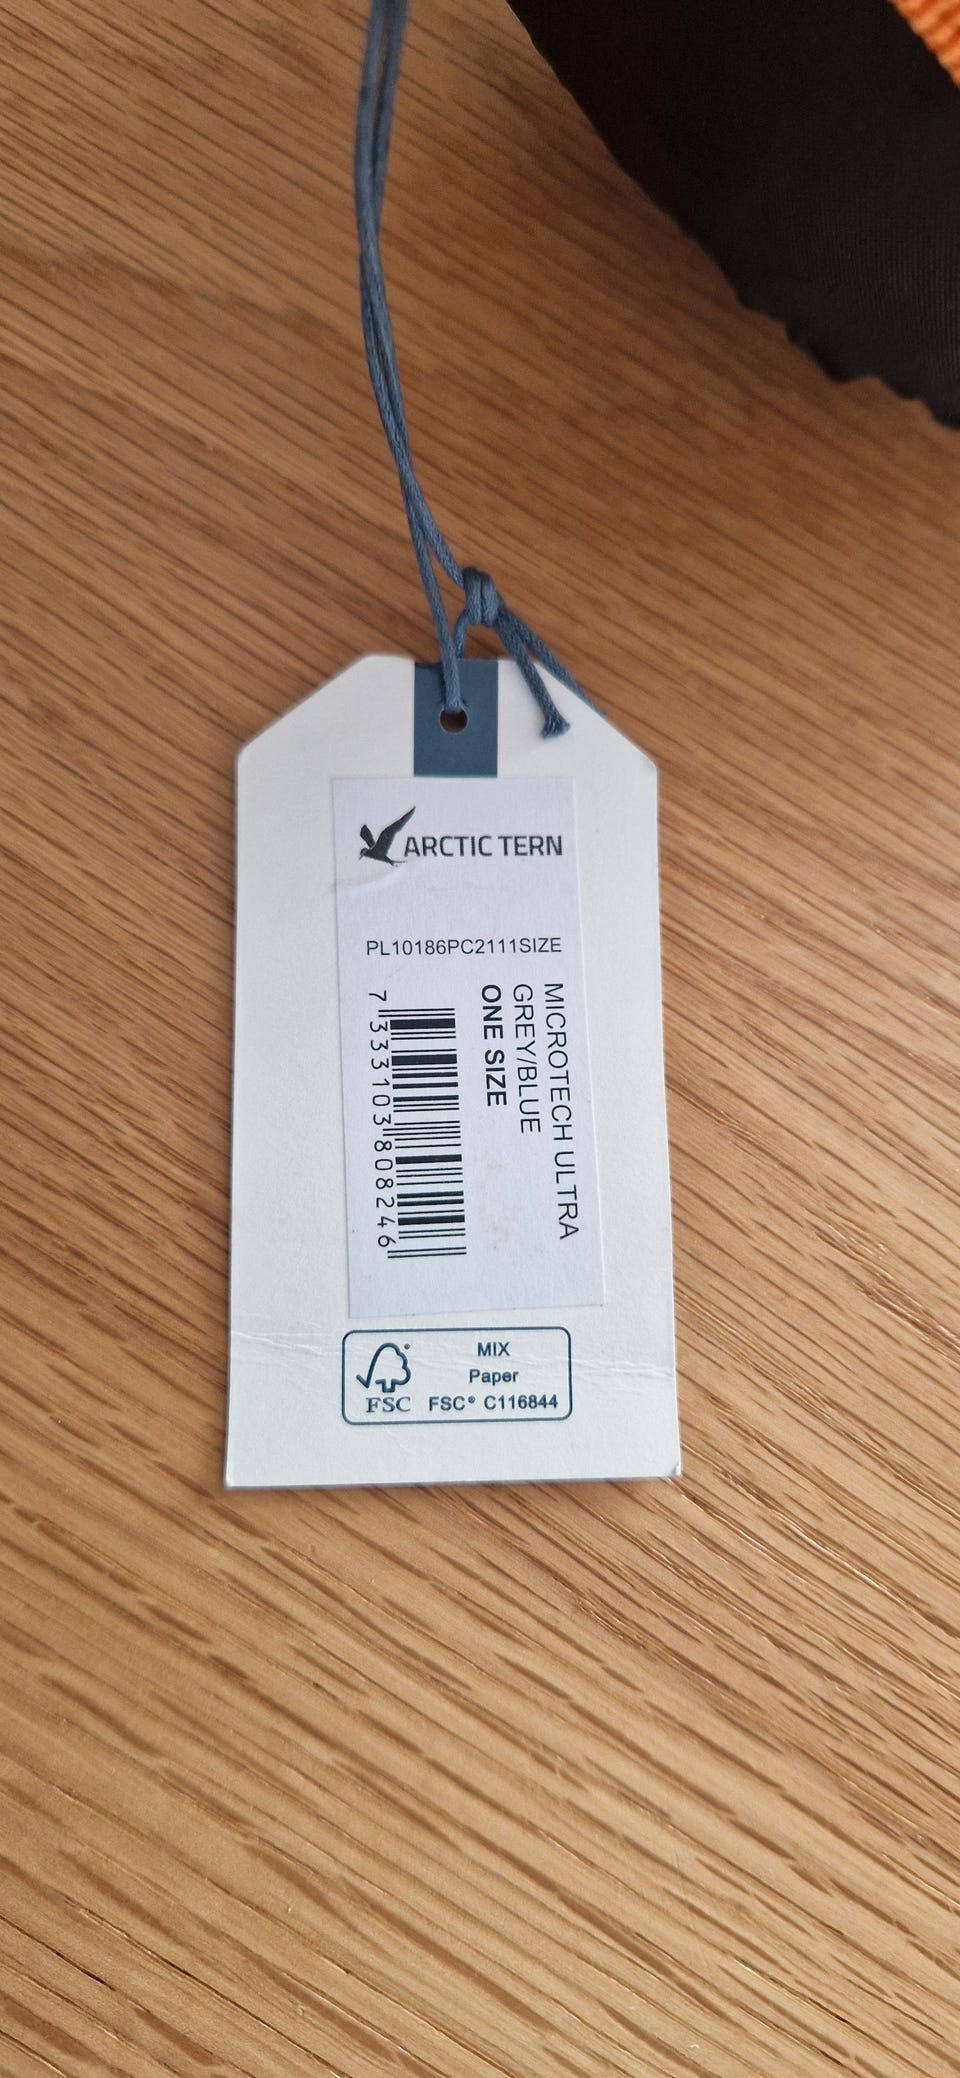 ARCTIC TERN
PL10186PC2111SIZE
MICROTECH ULTRA
GREY/BLUE
ONE SIZE
7 333103 808246
MIX
Paper
FSC® C116844
FSC